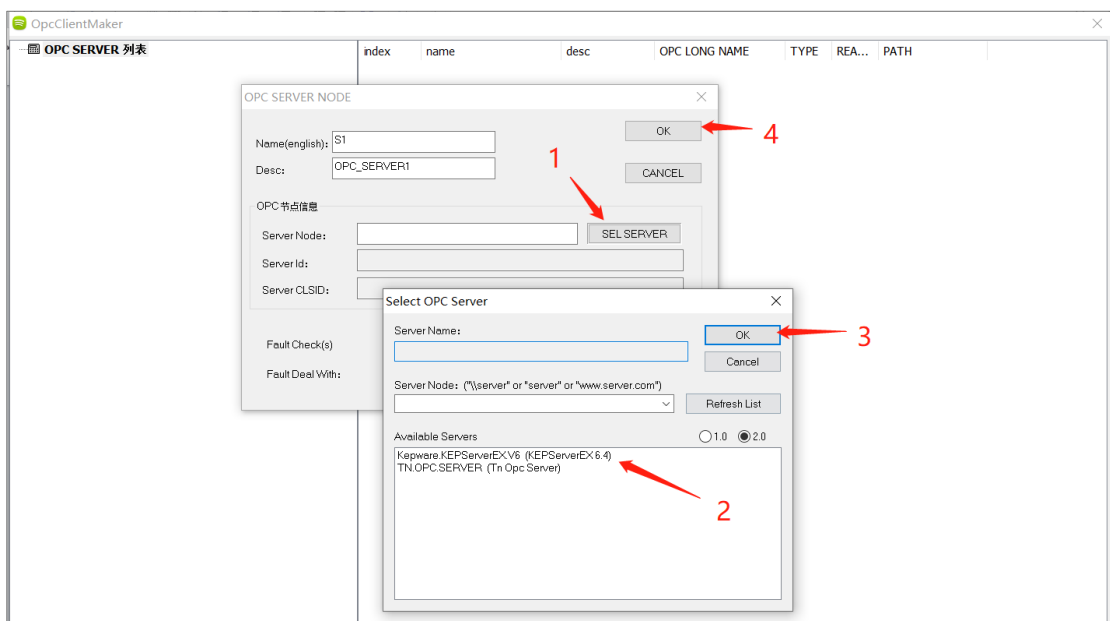 OpcClientMaker
OPC SERVER 列表
index name desc OPC LONG NAME TYPE REA... PATH
OPC SERVER NODE
Name(english): S1
OK
4
Desc: OPC_SERVER1
CANCEL
1
OPC节点信息
Server Node:
SEL SERVER
Server Id:
Server CLSID:
Fault Check(s)
Fault Deal With:
Select OPC Server
Server Name:
OK
3
Cancel
Server Node: ("\\server" or "server" or "www.server.com")
Refresh List
Available Servers
1.0 2.0
Kepware.KEPServerEX.V6 (KEPServerEX 6.4)
TN.OPC.SERVER (Tn Opc Server)
2